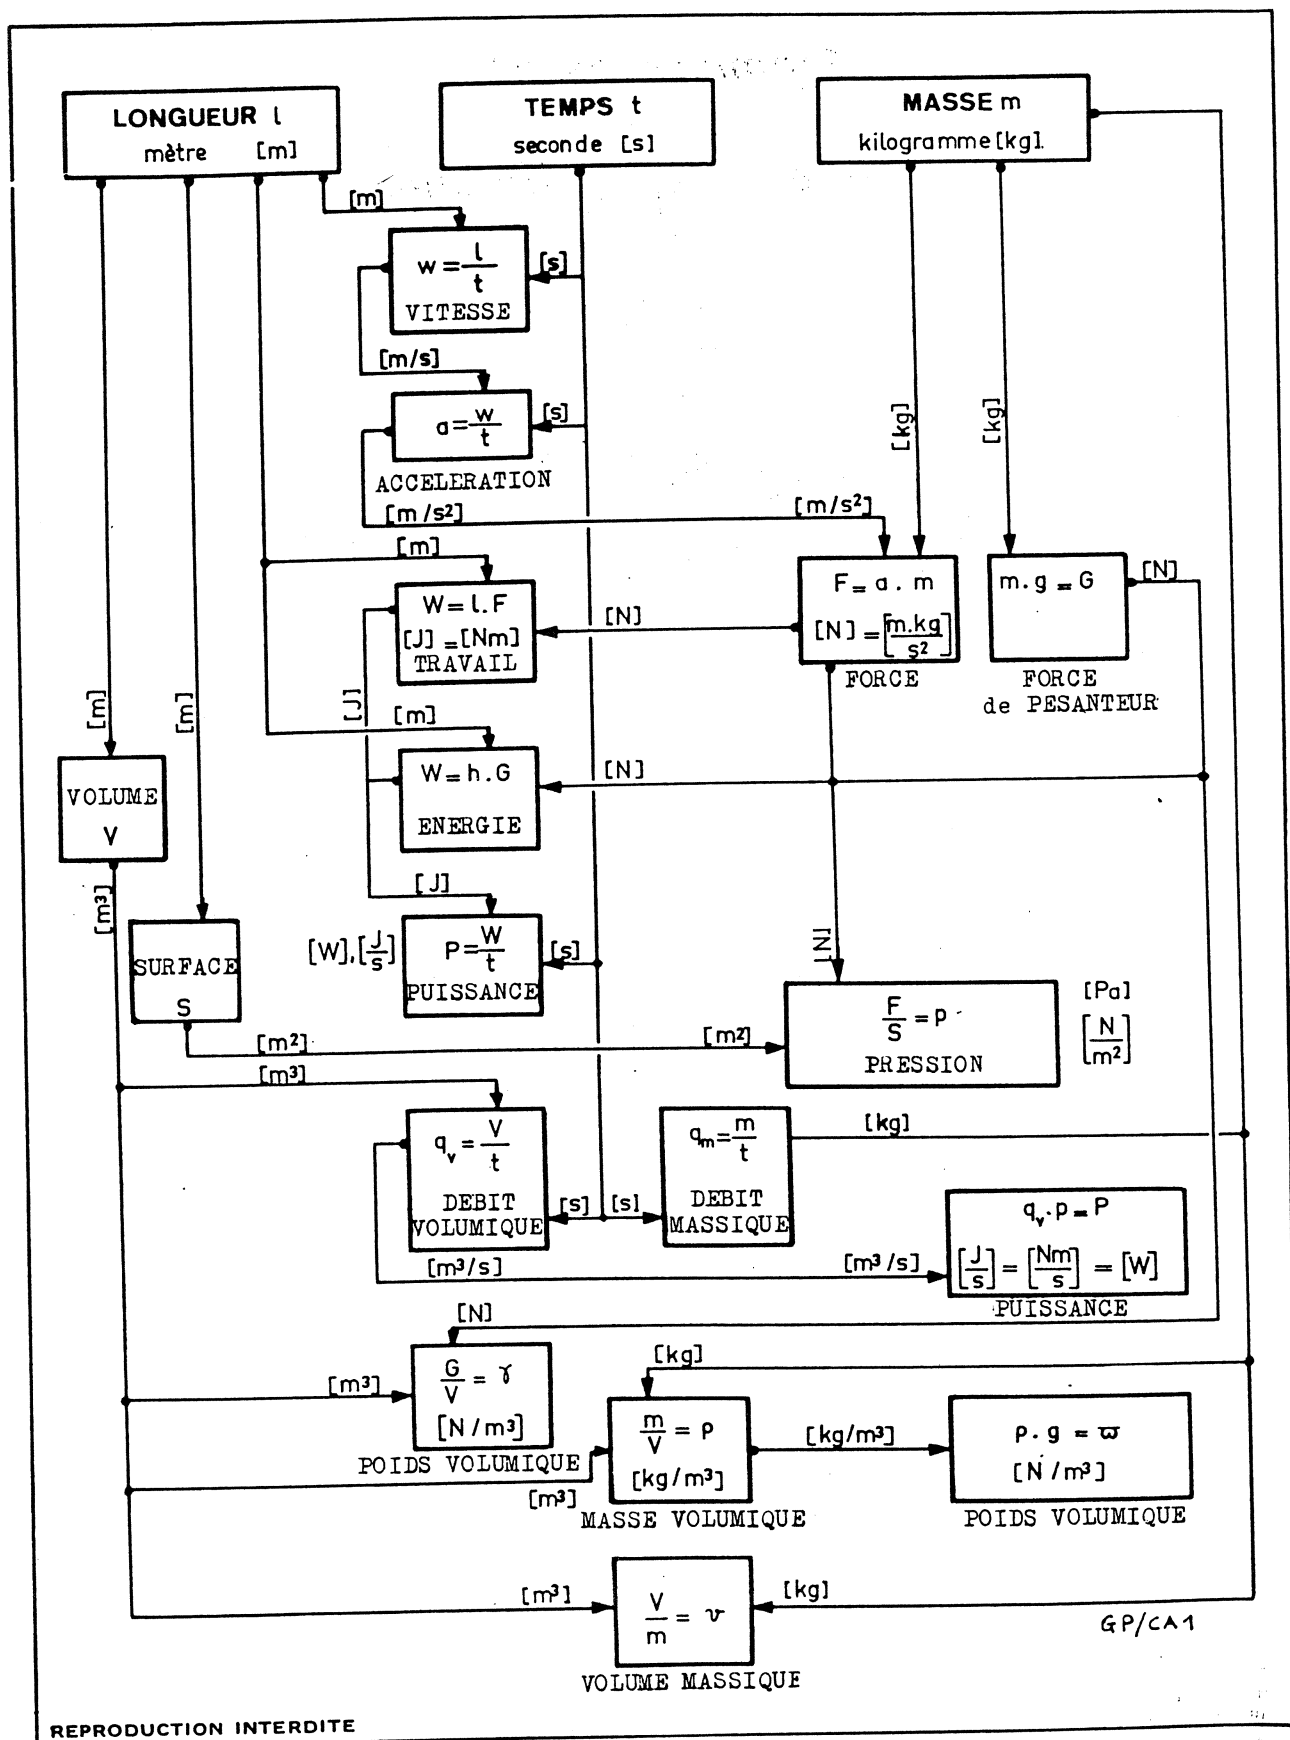 LONGUEUR l
mètre [m]
TEMPS t
seconde [s]
MASSE m
kilogramme [kg].
[m]
w = l/t
VITESSE
[s]
[m/s]
a = w/t
[s]
ACCELERATION
[kg]
[kg]
[m/s²]
[m/s²]
[m]
W = l.F
[J] = [Nm]
TRAVAIL
[N]
F = a . m
[N] = [m.kg/s²]
FORCE
m.g = G
[N]
FORCE
de PESANTEUR
[m]
[m]
[J]
[m]
W = h.G
ENERGIE
[N]
VOLUME
V
[m³]
[J]
[W],[J/s]
P = W/t
PUISSANCE
[s]
[N]
SURFACE
S
F/S = p
PRESSION
[Pa]
[N/m²]
[m²]
[m²]
[m³]
qv = V/t
DEBIT
VOLUMIQUE
[s]
[s]
qm = m/t
DEBIT
MASSIQUE
[kg]
[m³/s]
[m³/s]
qv.p = P
[J/s] = [Nm/s] = [W]
PUISSANCE
[N]
[m³]
G/V = γ
[N/m³]
POIDS VOLUMIQUE
[kg]
m/V = ρ
[kg/m³]
[m³]
MASSE VOLUMIQUE
[kg/m³]
ρ. g = ϖ
[N/m³]
POIDS VOLUMIQUE
[m³]
V/m = v
[kg]
VOLUME MASSIQUE
GP/CA1
REPRODUCTION INTERDITE